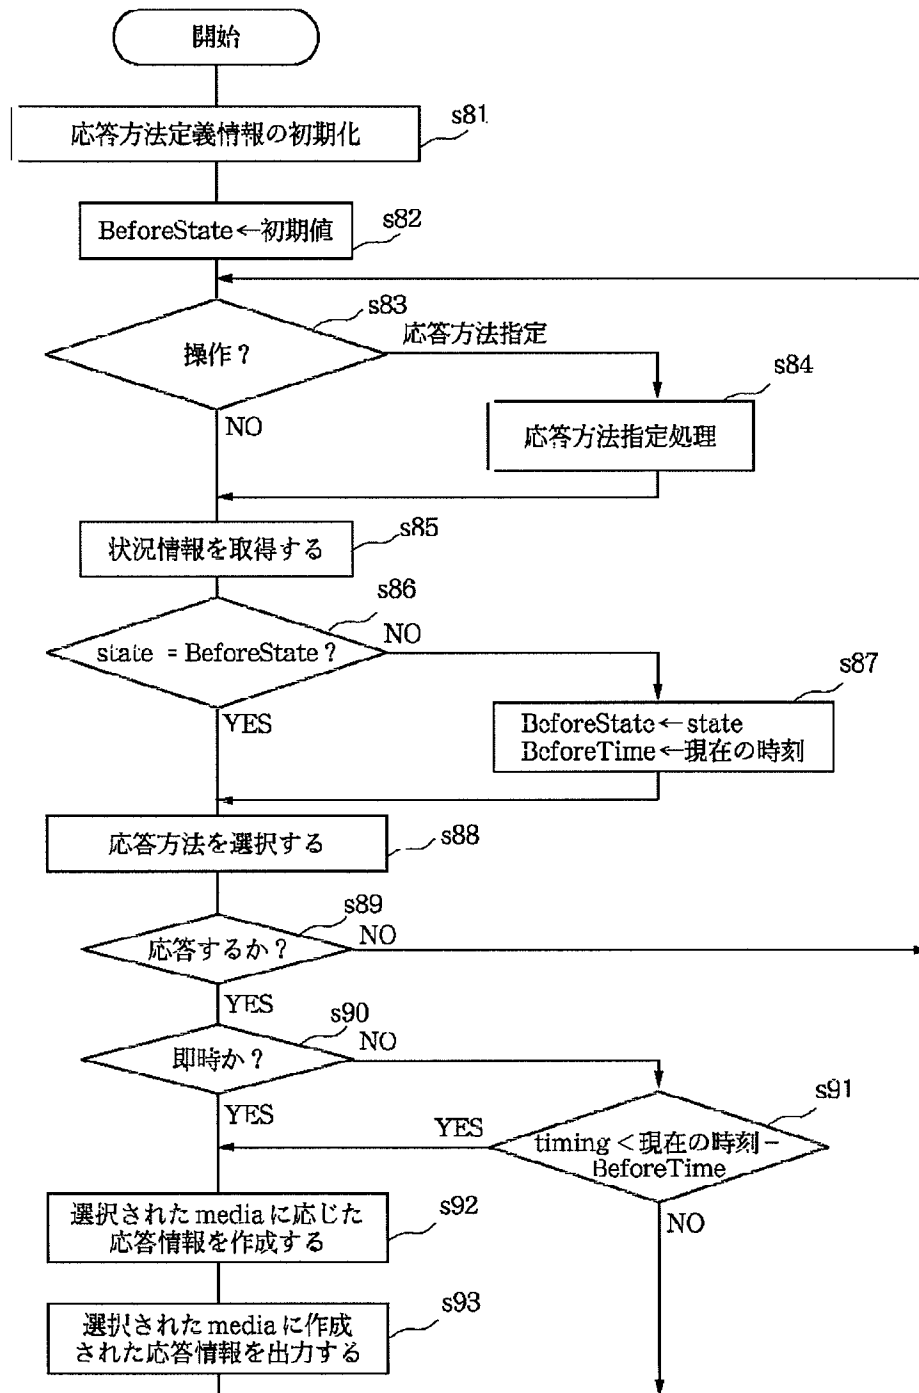 開始
s81
応答方法定義情報の初期化
s82
BeforeState←初期値
s83
操作？
応答方法指定
NO
s84
応答方法指定処理
s85
状況情報を取得する
s86
state = BeforeState？
NO
YES
s87
BeforeState←state
BeforeTime←現在の時刻
応答方法を選択する
s88
s89
応答するか？
NO
YES
s90
即時か？
NO
YES
s91
YES
timing＜現在の時刻−
BeforeTime
NO
s92
選択された mediaに応じた
応答情報を作成する
s93
選択された mediaに作成
された応答情報を出力する